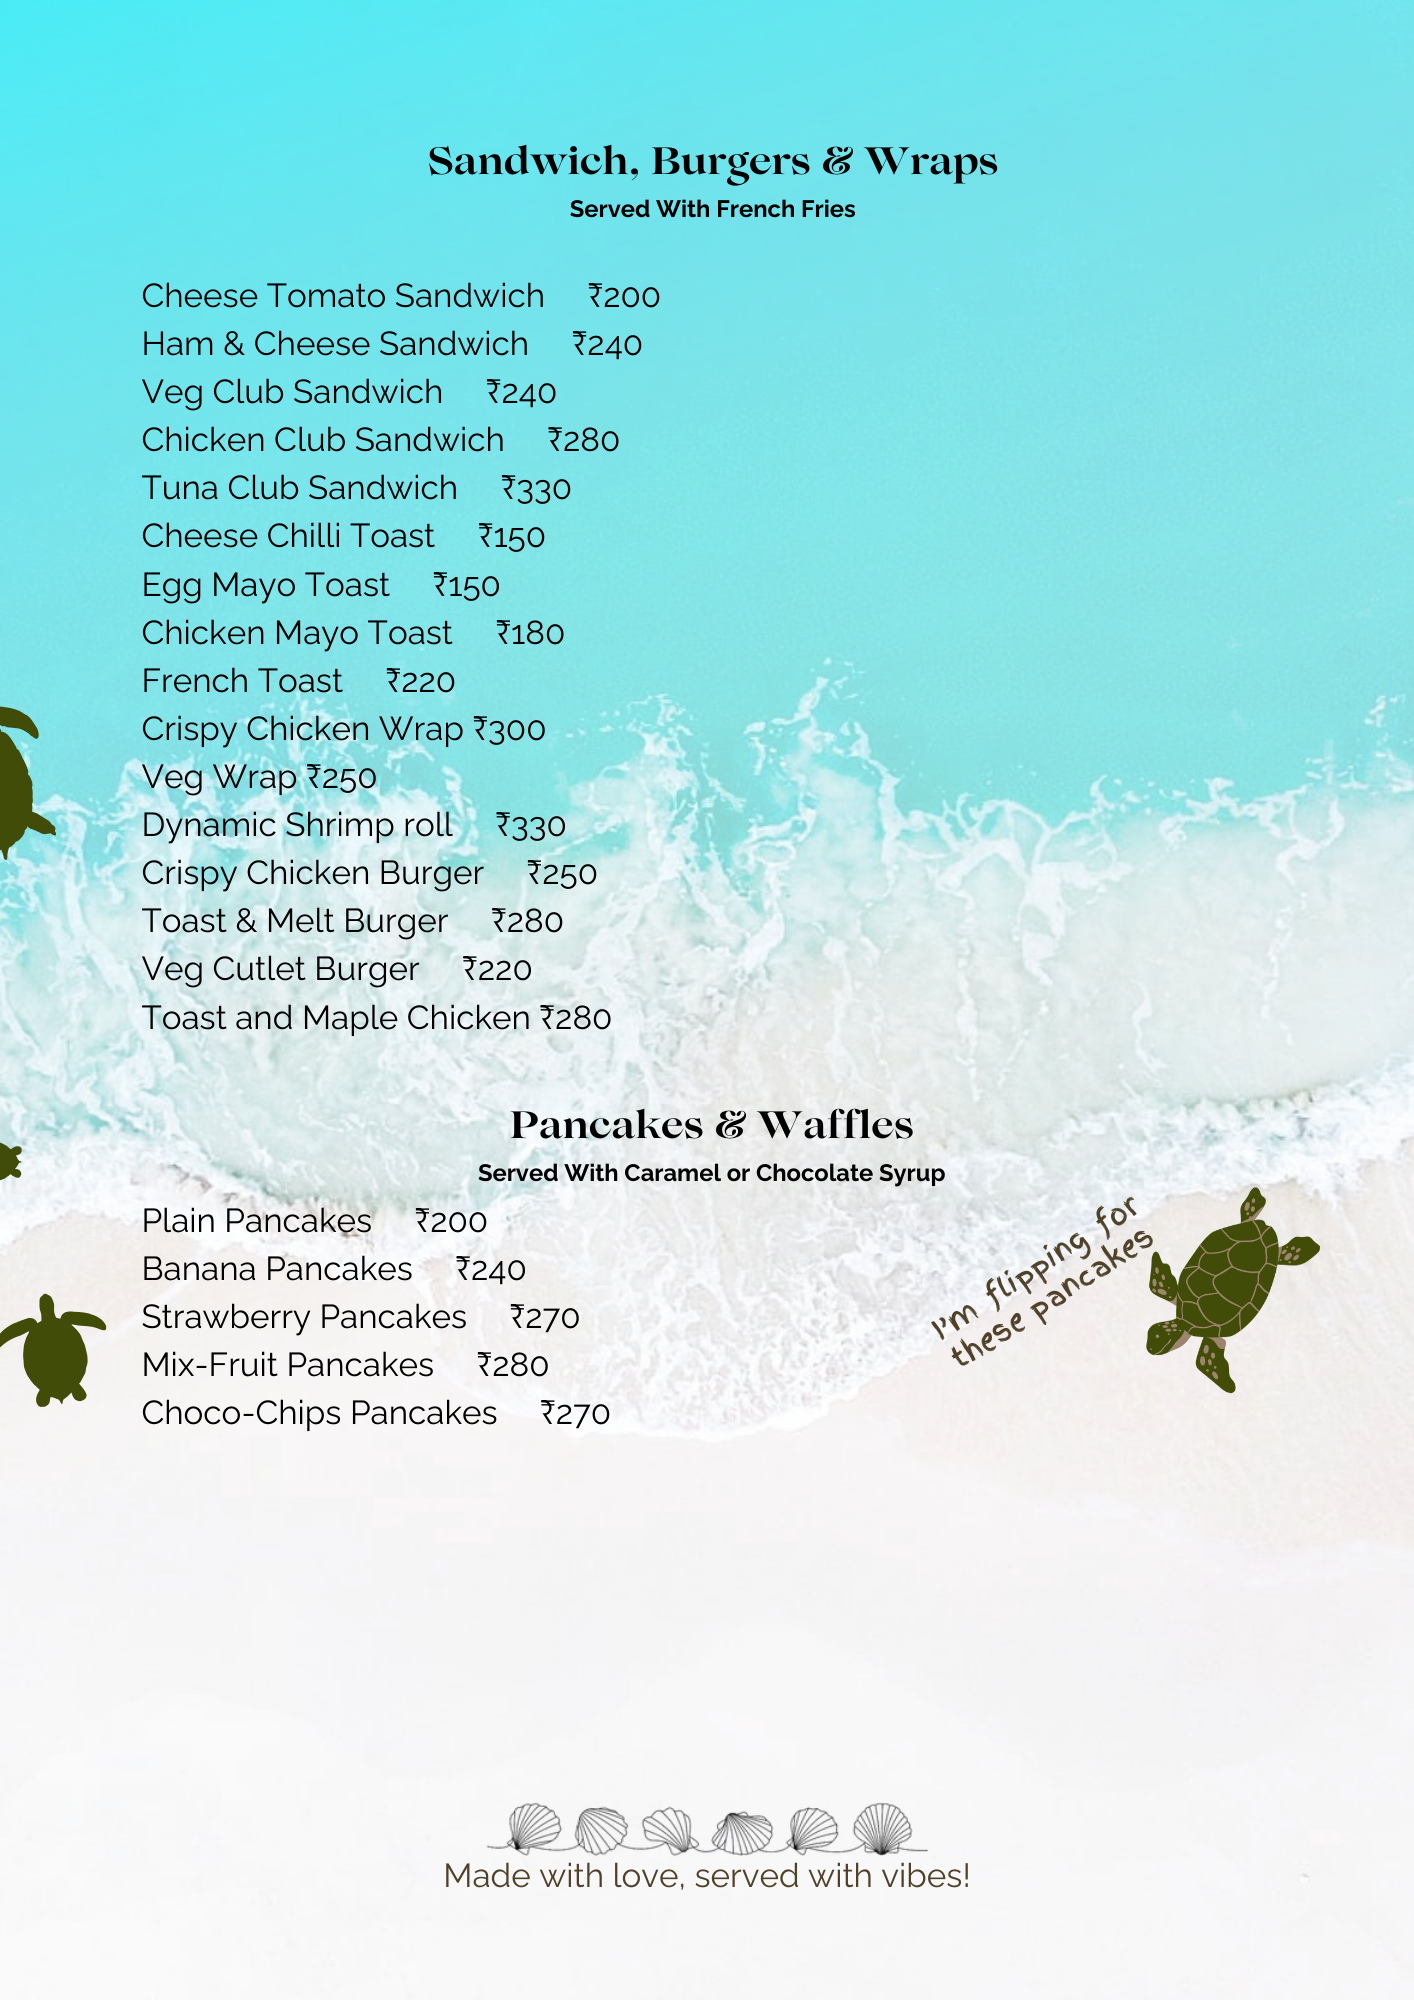 Sandwich, Burgers & Wraps
Served With French Fries
Cheese Tomato Sandwich ₹200
Ham & Cheese Sandwich ₹240
Veg Club Sandwich ₹240
Chicken Club Sandwich ₹280
Tuna Club Sandwich ₹330
Cheese Chilli Toast ₹150
Egg Mayo Toast ₹150
Chicken Mayo Toast ₹180
French Toast ₹220
Crispy Chicken Wrap ₹300
Veg Wrap ₹250
Dynamic Shrimp roll ₹330
Crispy Chicken Burger ₹250
Toast & Melt Burger ₹280
Veg Cutlet Burger ₹220
Toast and Maple Chicken ₹280
Pancakes & Waffles
Served With Caramel or Chocolate Syrup
Plain Pancakes ₹200
Banana Pancakes ₹240
Strawberry Pancakes ₹270
Mix-Fruit Pancakes ₹280
Choco-Chips Pancakes ₹270
I'm flipping for
these pancakes
Made with love, served with vibes!